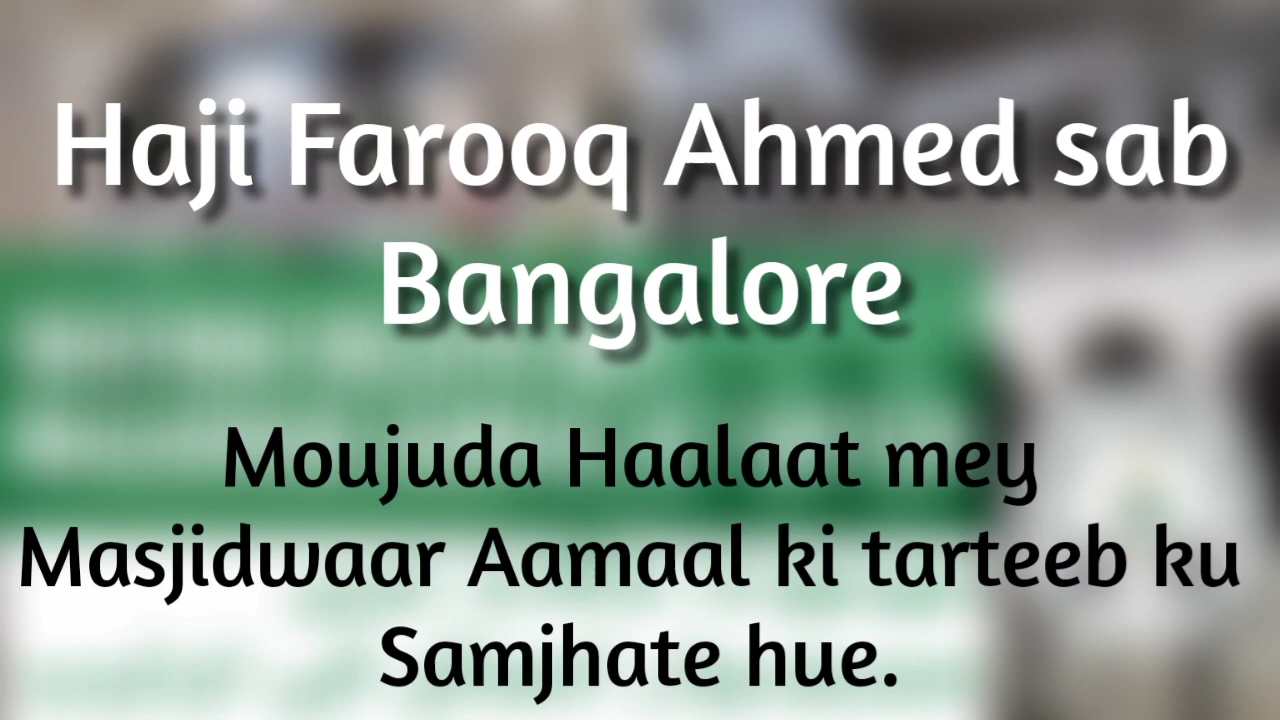 Haji Farooq Ahmed sab
Bangalore
Moujuda Haalaat mey
Masjidwaar Aamaal ki tarteeb ku
Samjhate hue.